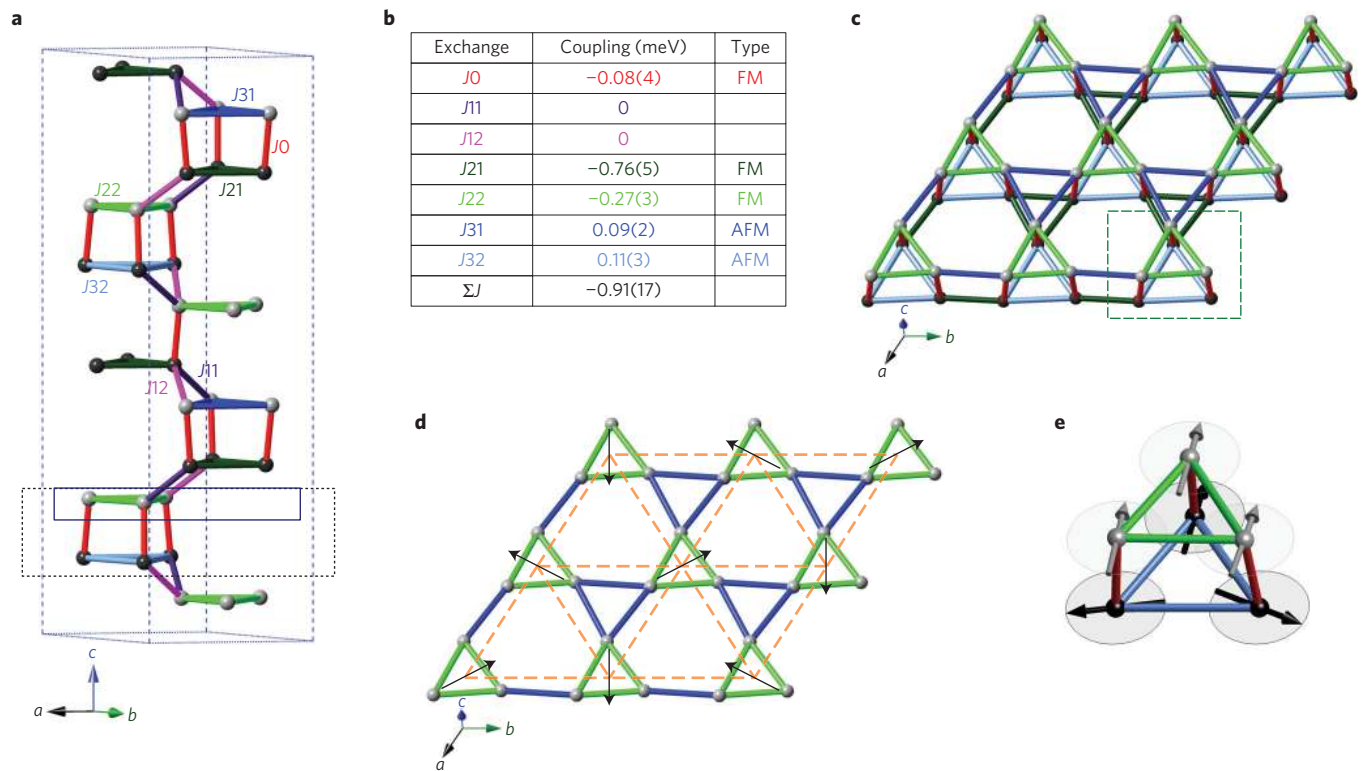 a
J31
J0
J22
J21
J32
J12
J11
c
a
b
b
Exchange Coupling (meV) Type
J0 −0.08(4) FM
J11 0
J12 0
J21 −0.76(5) FM
J22 −0.27(3) FM
J31 0.09(2) AFM
J32 0.11(3) AFM
ΣJ −0.91(17)
c
c
b
a
d
c
b
a
e